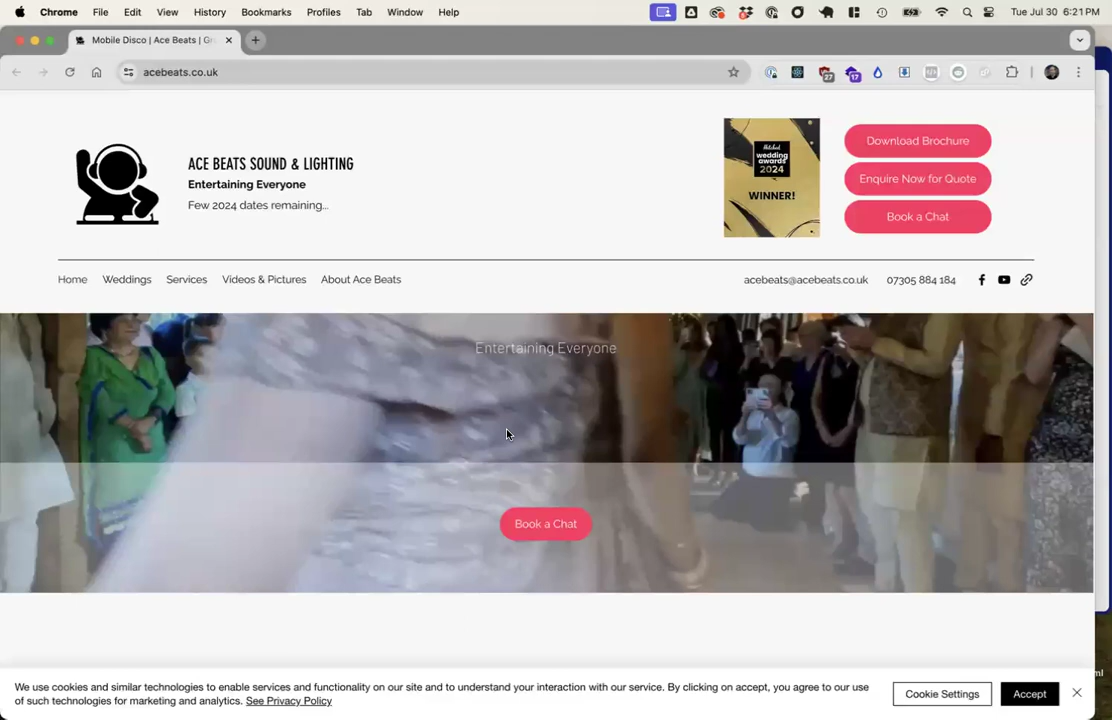 Chrome File Edit View History Bookmarks Profiles Tab Window Help Tue Jul 30 6:21 PM
Mobile Disco | Ace Beats | Gr
acebeats.co.uk
27
17
ACE BEATS SOUND & LIGHTING
Entertaining Everyone
Few 2024 dates remaining...
hitched
wedding
awards
2024
WINNER!
Download Brochure
Enquire Now for Quote
Book a Chat
Home Weddings Services Videos & Pictures About Ace Beats
acebeats@acebeats.co.uk 07305 884 184
Entertaining Everyone
Book a Chat
We use cookies and similar technologies to enable services and functionality on our site and to understand your interaction with our service. By clicking on accept, you agree to our use
of such technologies for marketing and analytics. See Privacy Policy
Cookie Settings Accept